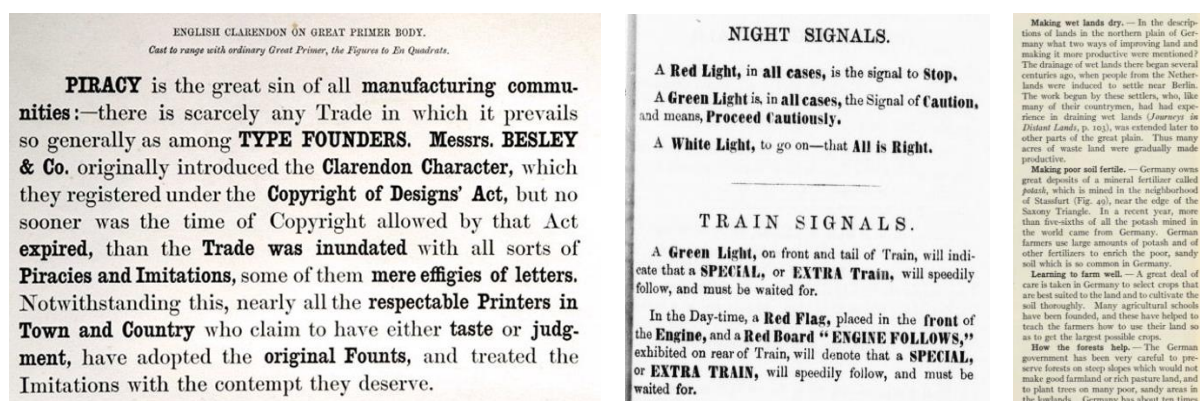 ENGLISH CLARENDON ON GREAT PRIMER BODY.
Cast to range with ordinary Great Primer, the Figures to En Quadrats.
PIRACY is the great sin of all manufacturing commu-
nities:—there is scarcely any Trade in which it prevails
so generally as among TYPE FOUNDERS. Messrs. BESLEY
& Co. originally introduced the Clarendon Character, which
they registered under the Copyright of Designs' Act, but no
sooner was the time of Copyright allowed by that Act
expired, than the Trade was inundated with all sorts of
Piracies and Imitations, some of them mere effigies of letters.
Notwithstanding this, nearly all the respectable Printers in
Town and Country who claim to have either taste or judg-
ment, have adopted the original Founts, and treated the
Imitations with the contempt they deserve.
NIGHT SIGNALS.
A Red Light, in all cases, is the signal to Stop.
A Green Light is, in all cases, the Signal of Caution,
and means, Proceed Cautiously.
A White Light, to go on—that All is Right.
TRAIN SIGNALS.
A Green Light, on front and tail of Train, will indi-
cate that a SPECIAL, or EXTRA Train, will speedily
follow, and must be waited for.
In the Day-time, a Red Flag, placed in the front of
the Engine, and a Red Board "ENGINE FOLLOWS,"
exhibited on rear of Train, will denote that a SPECIAL,
or EXTRA TRAIN, will speedily follow, and must be
waited for.
Making wet lands dry. — In the descrip-
tions of lands in the northern plain of Ger-
many what two ways of improving land and
making it more productive were mentioned?
The drainage of wet lands there began several
centuries ago, when people from the Nether-
lands were induced to settle near Berlin.
The work begun by these settlers, who, like
many of their countrymen, had had expe-
rience in draining wet lands (Journeys in
Distant Lands, p. 103), was extended later to
other parts of the great plain. Thus many
acres of waste land were gradually made
productive.
Making poor soil fertile. — Germany owns
great deposits of a mineral fertilizer called
potash, which is mined in the neighborhood
of Stassfurt (Fig. 49), near the edge of the
Saxony Triangle. In a recent year, more
than five-sixths of all the potash mined in
the world came from Germany. German
farmers use large amounts of potash and of
other fertilizers to enrich the poor, sandy
soil which is so common in Germany.
Learning to farm well. — A great deal of
care is taken in Germany to select crops that
are best suited to the land and to cultivate the
soil thoroughly. Many agricultural schools
have been founded, and these have helped to
teach the farmers how to use their land so
as to get the largest possible crops.
How the forests help. — The German
government has been very careful to pre-
serve forests on steep slopes which would not
make good farmland or rich pasture land, and
to plant trees on many poor, sandy areas in
the lowlands. Germany has about ten times